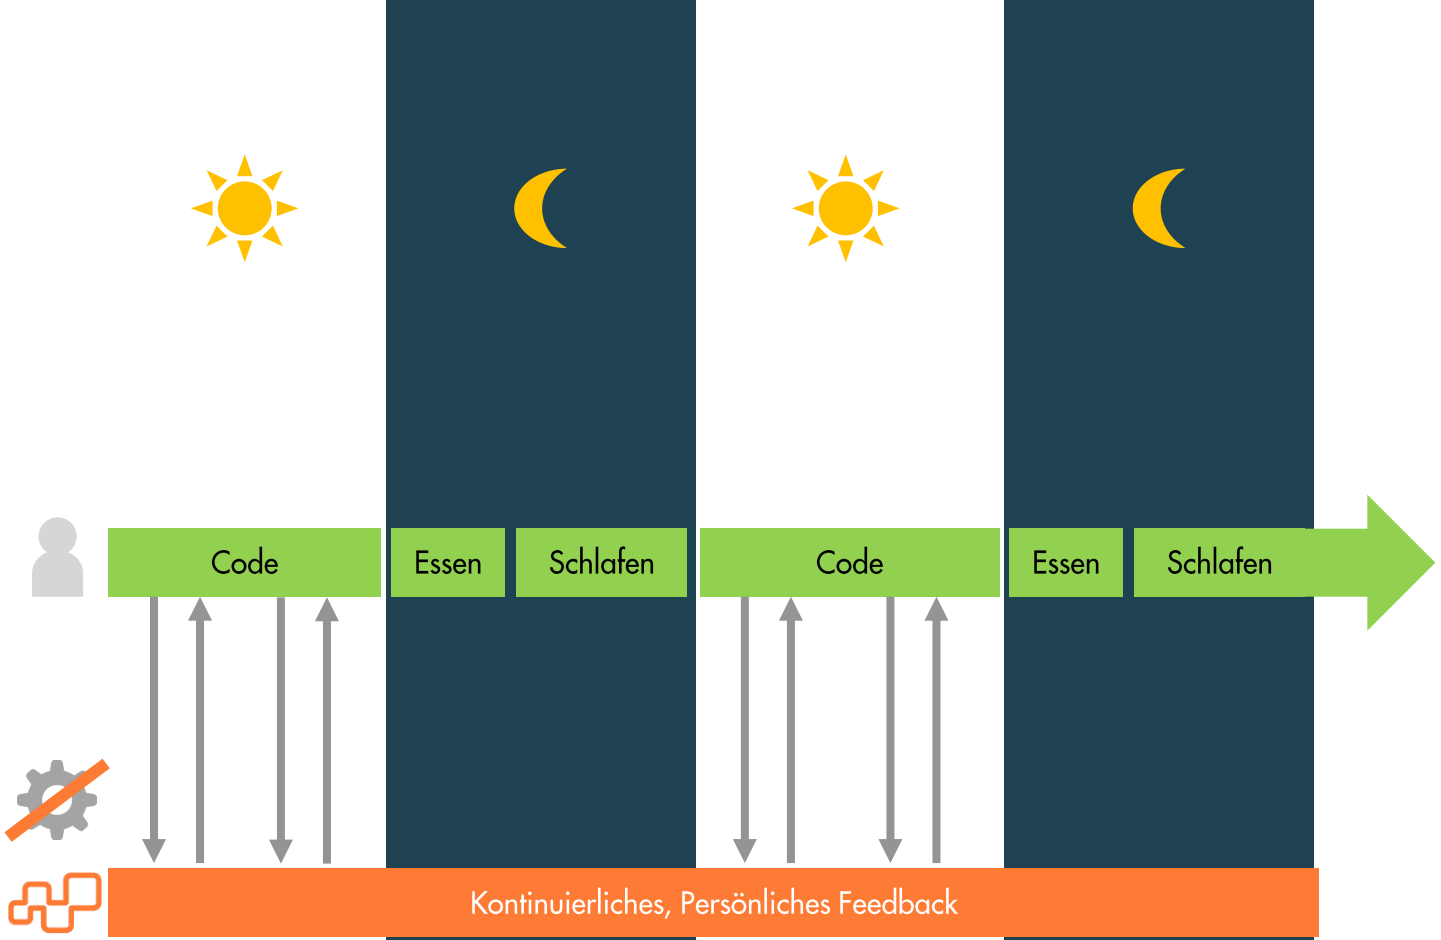 Code
Essen
Schlafen
Code
Essen
Schlafen
Kontinuierliches, Persönliches Feedback